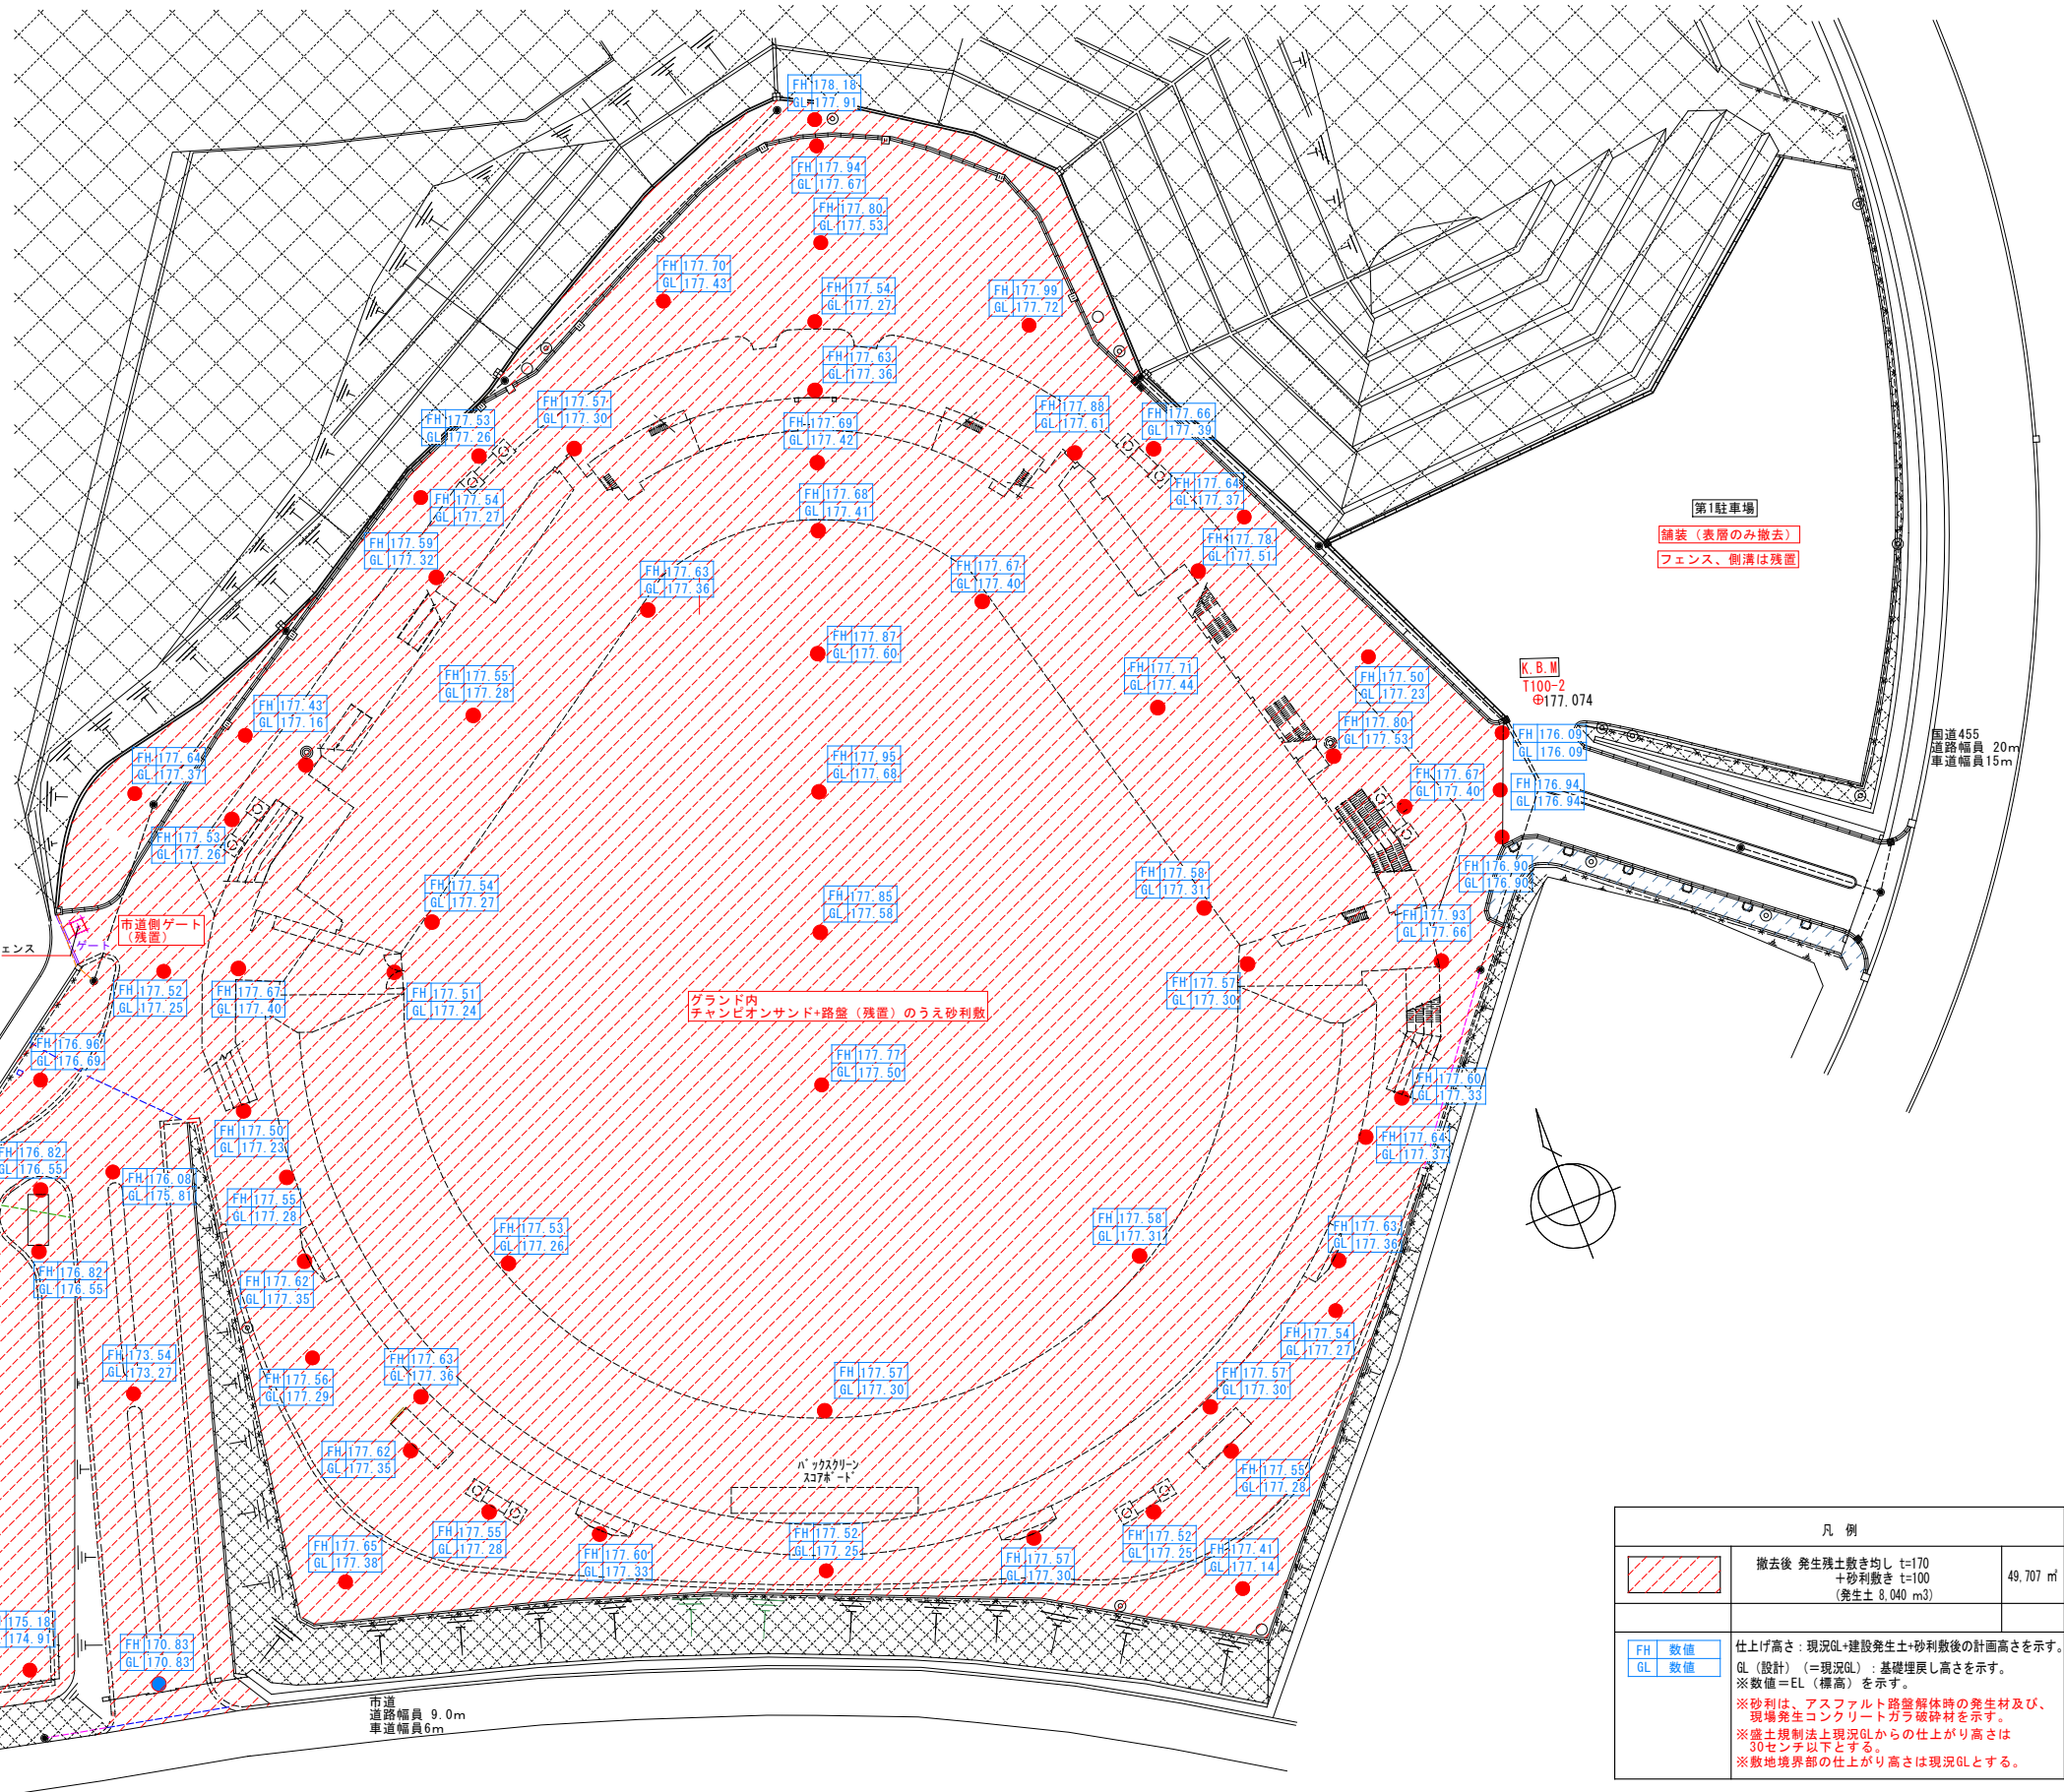 FH 178.18
GL 177.91
FH 177.94
GL 177.67
FH 177.80
GL 177.53
FH 177.70
GL 177.43
FH 177.54
GL 177.27
FH 177.99
GL 177.72
FH 177.63
GL 177.36
FH 177.57
GL 177.30
FH 177.53
GL 177.26
FH 177.69
GL 177.42
FH 177.88
GL 177.61
FH 177.66
GL 177.39
FH 177.54
GL 177.27
FH 177.68
GL 177.41
FH 177.64
GL 177.37
FH 177.59
GL 177.32
FH 177.63
GL 177.36
FH 177.67
GL 177.40
FH 177.78
GL 177.51
第1駐車場
舗装（表層のみ撤去）
フェンス、側溝は残置
FH 177.87
GL 177.60
FH 177.55
GL 177.28
FH 177.71
GL 177.44
FH 177.50
GL 177.23
K.B.M
T100-2
177.074
FH 177.43
GL 177.16
FH 177.80
GL 177.53
FH 176.09
GL 176.09
国道455
道路幅員 20m
車道幅員15m
FH 177.64
GL 177.37
FH 177.95
GL 177.68
FH 177.67
GL 177.40
FH 176.94
GL 176.94
FH 177.53
GL 177.26
FH 177.54
GL 177.27
FH 177.85
GL 177.58
FH 177.58
GL 177.31
FH 176.90
GL 176.90
FH 177.93
GL 177.66
市道側ゲート
（残置）
ゲート
ェンス
FH 177.52
GL 177.25
FH 177.67
GL 177.40
FH 177.51
GL 177.24
グランド内
チャンピオンサンド+路盤（残置）のうえ砂利敷
FH 177.57
GL 177.30
FH 176.96
GL 176.69
FH 177.77
GL 177.50
FH 177.60
GL 177.33
FH 177.50
GL 177.23
FH 177.64
GL 177.37
FH 176.82
GL 176.55
FH 176.08
GL 175.81
FH 177.55
GL 177.28
FH 177.53
GL 177.26
FH 177.58
GL 177.31
FH 177.63
GL 177.36
FH 176.82
GL 176.55
FH 177.62
GL 177.35
FH 177.54
GL 177.27
FH 173.54
GL 173.27
FH 177.56
GL 177.29
FH 177.63
GL 177.36
FH 177.57
GL 177.30
FH 177.57
GL 177.30
FH 177.62
GL 177.35
バックスクリーン
スコアボード
FH 177.55
GL 177.28
FH 177.65
GL 177.38
FH 177.55
GL 177.28
FH 177.60
GL 177.33
FH 177.52
GL 177.25
FH 177.57
GL 177.30
FH 177.52
GL 177.25
FH 177.41
GL 177.14
175.18
174.91
FH 170.83
GL 170.83
市道
道路幅員 9.0m
車道幅員6m
凡 例
撤去後 発生残土敷き均し t=170
+砂利敷き t=100
(発生土 8,040 m3)
49,707 ㎡
FH 数値
GL 数値
仕上げ高さ：現況GL+建設発生土+砂利敷後の計画高さを示す。
GL（設計）（=現況GL）：基礎埋戻し高さを示す。
※数値=EL（標高）を示す。
※砂利は、アスファルト路盤解体時の発生材及び、
現場発生コンクリートガラ破砕材を示す。
※盛土規制法上現況GLからの仕上がり高さは
30センチ以下とする。
※敷地境界部の仕上がり高さは現況GLとする。